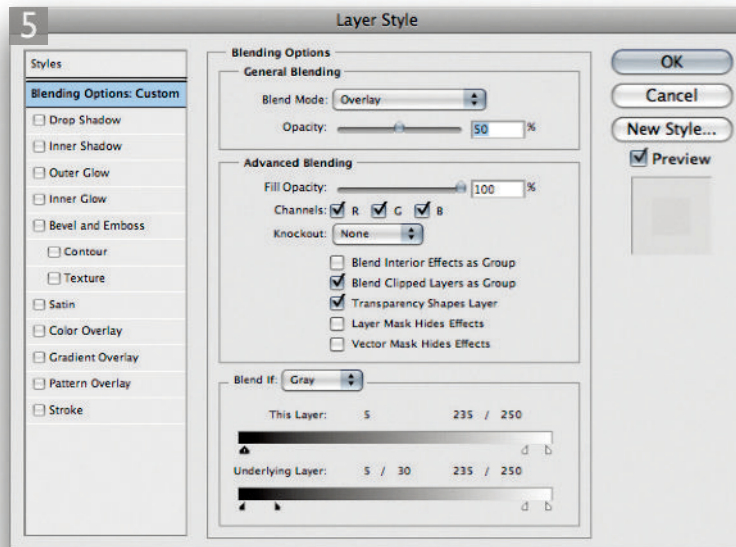 5
Layer Style
Styles
Blending Options: Custom
Drop Shadow
Inner Shadow
Outer Glow
Inner Glow
Bevel and Emboss
Contour
Texture
Satin
Color Overlay
Gradient Overlay
Pattern Overlay
Stroke
Blending Options
General Blending
Blend Mode: Overlay
Opacity: 50 %
Advanced Blending
Fill Opacity: 100 %
Channels: R G B
Knockout: None
Blend Interior Effects as Group
Blend Clipped Layers as Group
Transparency Shapes Layer
Layer Mask Hides Effects
Vector Mask Hides Effects
Blend If: Gray
This Layer: 5 235 / 250
Underlying Layer: 5 / 30 235 / 250
OK
Cancel
New Style...
Preview